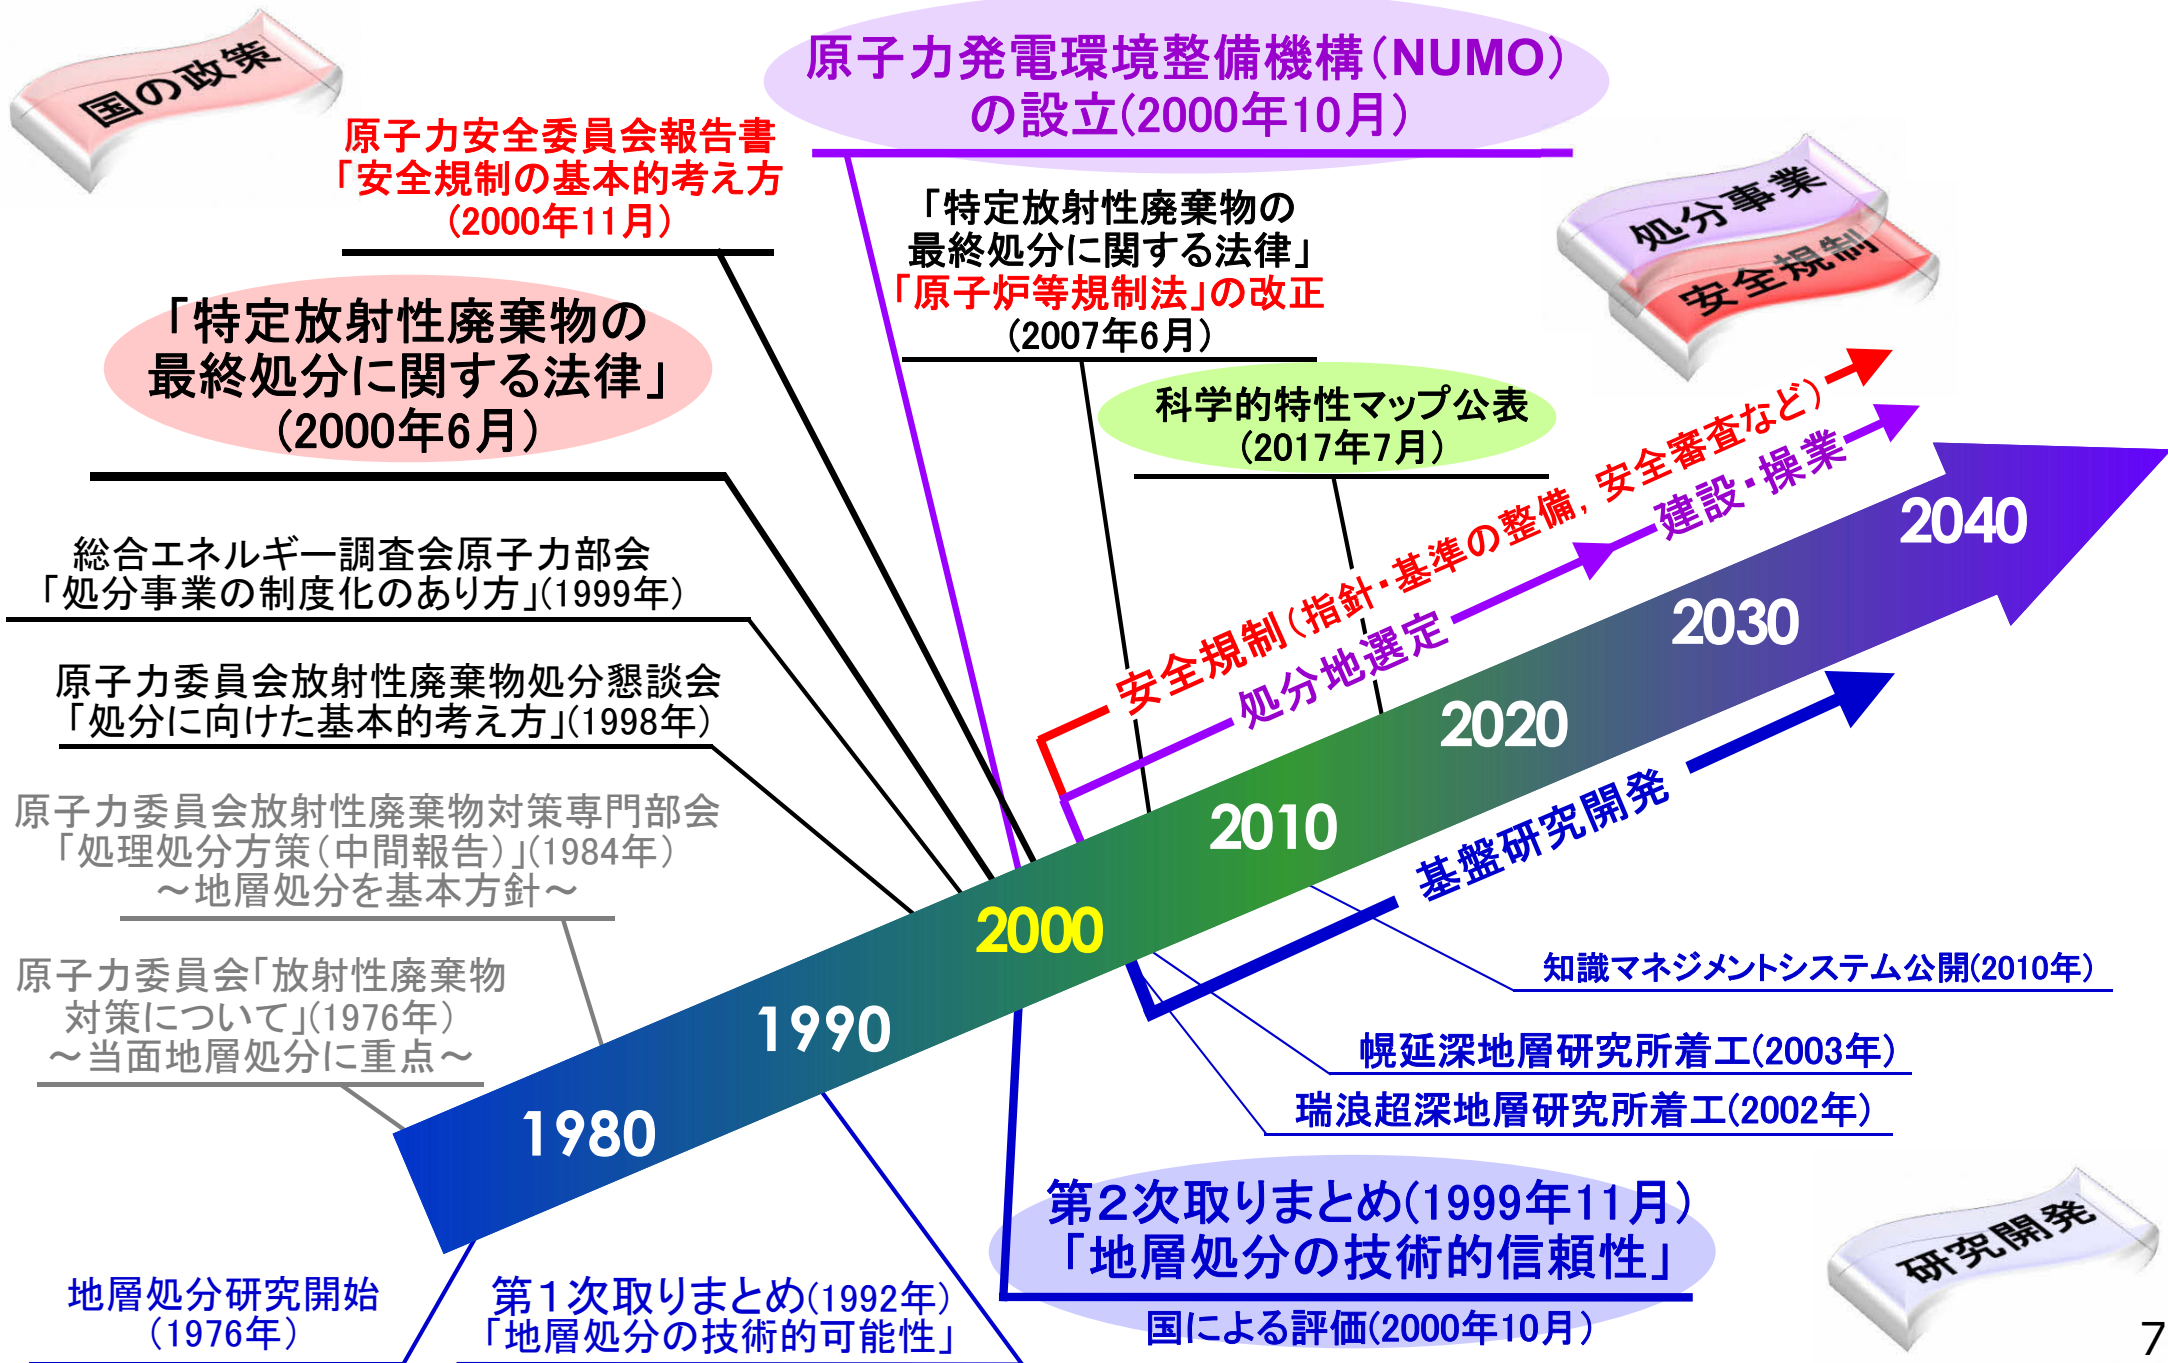 国の政策
原子力発電環境整備機構（NUMO）
の設立(2000年10月）
原子力安全委員会報告書
「安全規制の基本的考え方
(2000年11月）
「特定放射性廃棄物の
最終処分に関する法律」
「原子炉等規制法」の改正
(2007年6月）
処分事業
安全規制
「特定放射性廃棄物の
最終処分に関する法律」
(2000年6月）
科学的特性マップ公表
(2017年7月）
安全規制（指針・基準の整備，安全審査など）
処分地選定
建設・操業
総合エネルギー調査会原子力部会
「処分事業の制度化のあり方」(1999年）
原子力委員会放射性廃棄物処分懇談会
「処分に向けた基本的考え方」(1998年）
原子力委員会放射性廃棄物対策専門部会
「処理処分方策（中間報告）」(1984年）
～地層処分を基本方針～
原子力委員会「放射性廃棄物
対策について」(1976年）
～当面地層処分に重点～
1980
1990
2000
2010
2020
2030
2040
基盤研究開発
知識マネジメントシステム公開(2010年）
幌延深地層研究所着工(2003年）
瑞浪超深地層研究所着工(2002年）
第２次取りまとめ(1999年11月）
「地層処分の技術的信頼性」
国による評価(2000年10月）
地層処分研究開始
（1976年）
第１次取りまとめ(1992年）
「地層処分の技術的可能性」
研究開発
7